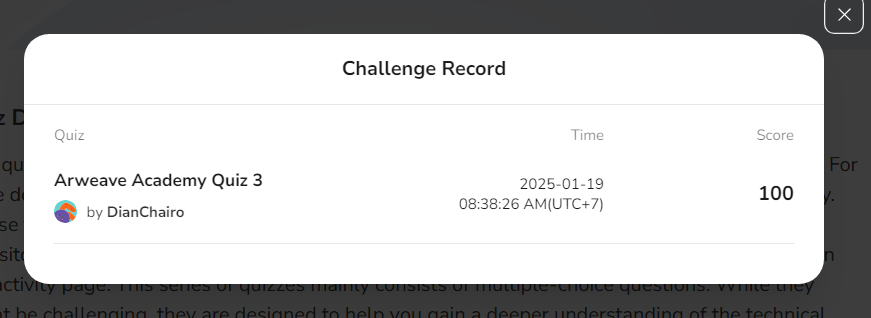 Challenge Record
Quiz Time Score
Arweave Academy Quiz 3
2025-01-19
08:38:26 AM(UTC+7)
100
by DianChairo
For
activity page. This series of quizzes mainly consists of multiple-choice questions. While they
t be challenging, they are designed to help you gain a deeper understanding of the technical